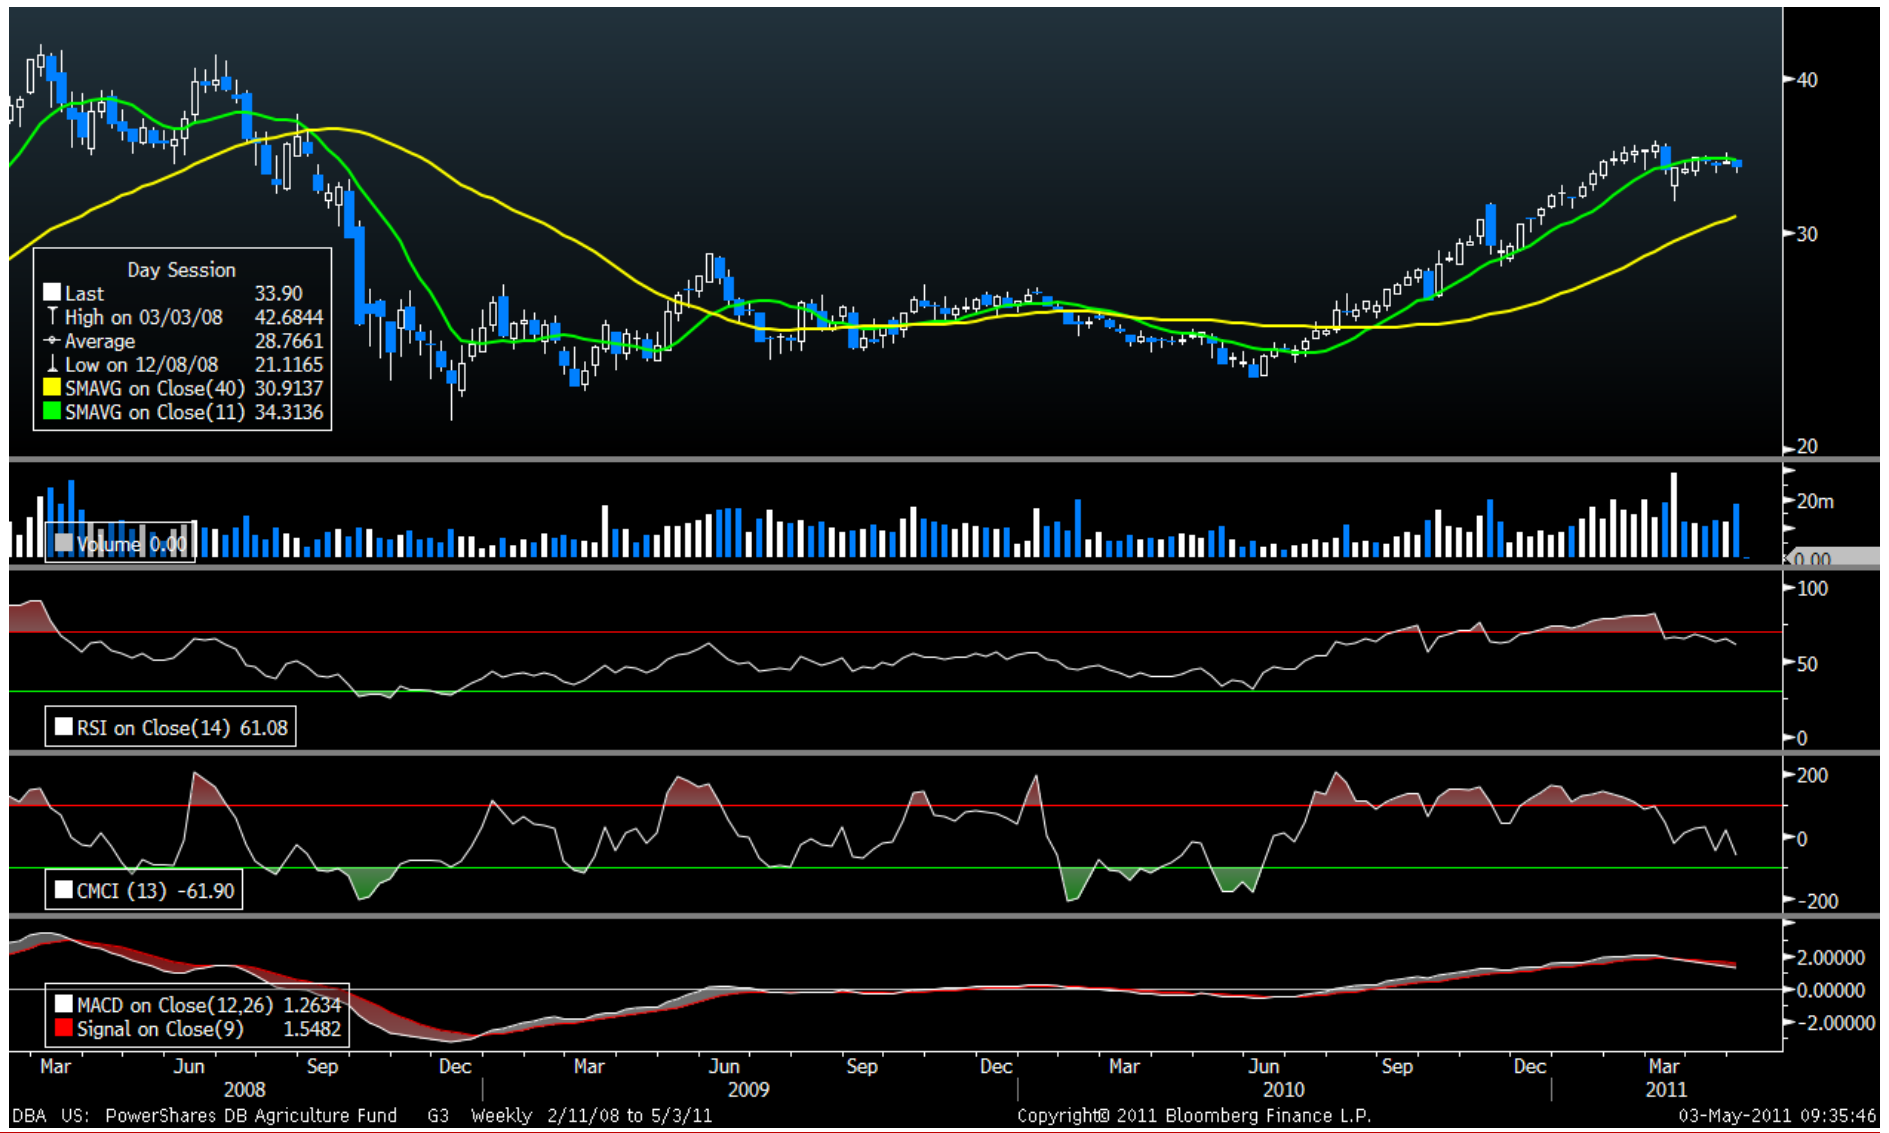 40
30
20
Day Session
Last 33.90
High on 03/03/08 42.6844
Average 28.7661
Low on 12/08/08 21.1165
SMAVG on Close(40) 30.9137
SMAVG on Close(11) 34.3136
20m
0.00
Volume 0.00
100
50
0
RSI on Close(14) 61.08
200
0
-200
CMCI (13) -61.90
2.00000
0.00000
-2.00000
MACD on Close(12,26) 1.2634
Signal on Close(9) 1.5482
Mar Jun Sep Dec Mar Jun Sep Dec Mar Jun Sep Dec Mar
2008 2009 2010 2011
DBA US: PowerShares DB Agriculture Fund G3 Weekly 2/11/08 to 5/3/11 Copyright© 2011 Bloomberg Finance L.P. 03-May-2011 09:35:46